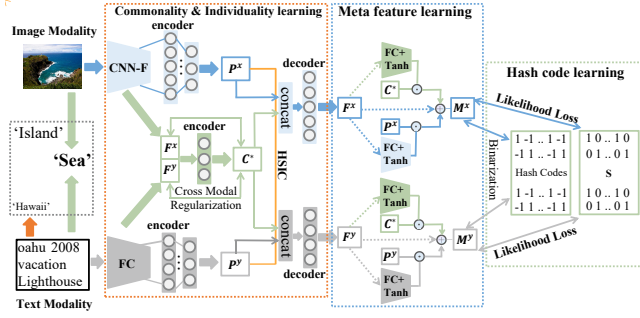 Commonality & Individuality learning
Meta feature learning
Hash code learning
Image Modality
encoder
decoder
CNN-F
P^x
concat
FC+
Tanh
C*
F^x
P^x
FC+
Tanh
M^x
Likelihood Loss
'Island'
'Sea'
'Hawaii'
F^x
F^y
encoder
C*
Cross Modal
Regularization
HSIC
Binarization
1 -1 .. 1 -1
-1 1 .. -1 1
Hash Codes
1 -1 .. 1 -1
-1 1 .. -1 1
1 0 .. 1 0
0 1 .. 0 1
S
1 0 .. 1 0
0 1 .. 0 1
oahu 2008
vacation
Lighthouse
Text Modality
FC
encoder
P^y
concat
decoder
F^y
FC+
Tanh
C*
P^y
FC+
Tanh
M^y
Likelihood Loss